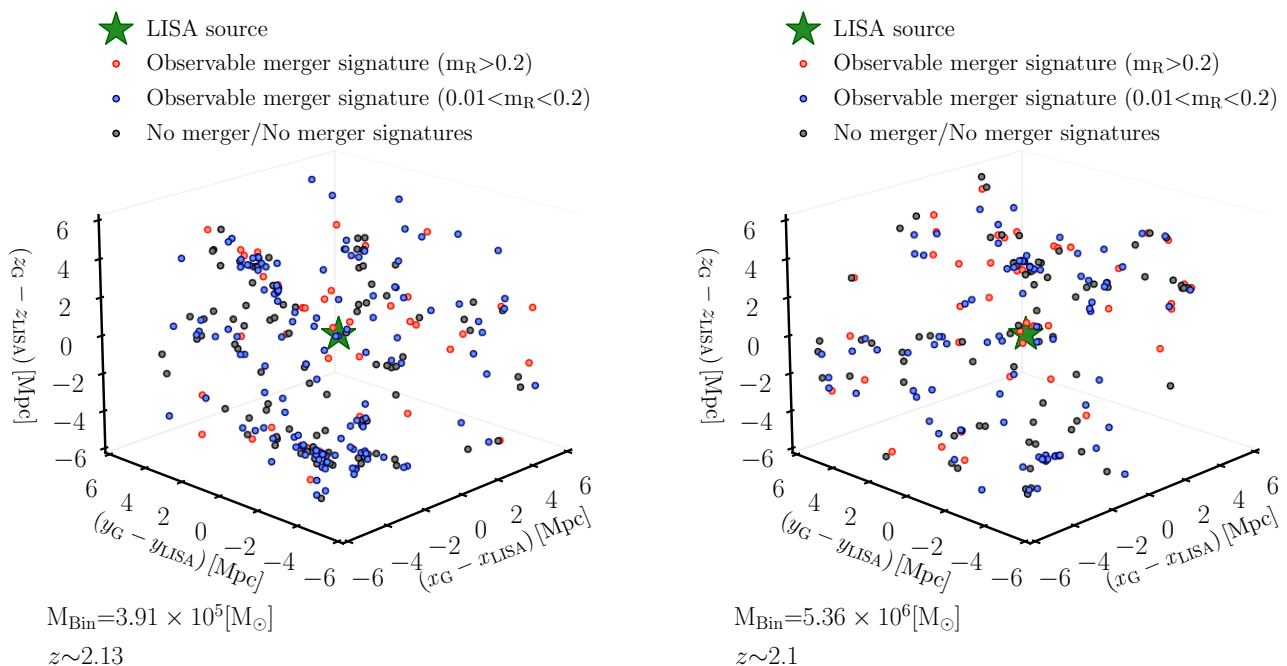 LISA source
Observable merger signature (m_R>0.2)
Observable merger signature (0.01<m_R<0.2)
No merger/No merger signatures
6
4
2
0
−2
−4
−6
(z_G − z_LISA) [Mpc]
6
4
2
0
−2
−4
−6
(y_G − y_LISA) [Mpc]
−6
−4
−2
0
2
4
6
(x_G − x_LISA) [Mpc]
M_Bin=3.91 × 10^5[M_⊙]
z~2.13
LISA source
Observable merger signature (m_R>0.2)
Observable merger signature (0.01<m_R<0.2)
No merger/No merger signatures
6
4
2
0
−2
−4
−6
(z_G − z_LISA) [Mpc]
6
4
2
0
−2
−4
−6
(y_G − y_LISA) [Mpc]
−6
−4
−2
0
2
4
6
(x_G − x_LISA) [Mpc]
M_Bin=5.36 × 10^6[M_⊙]
z~2.1